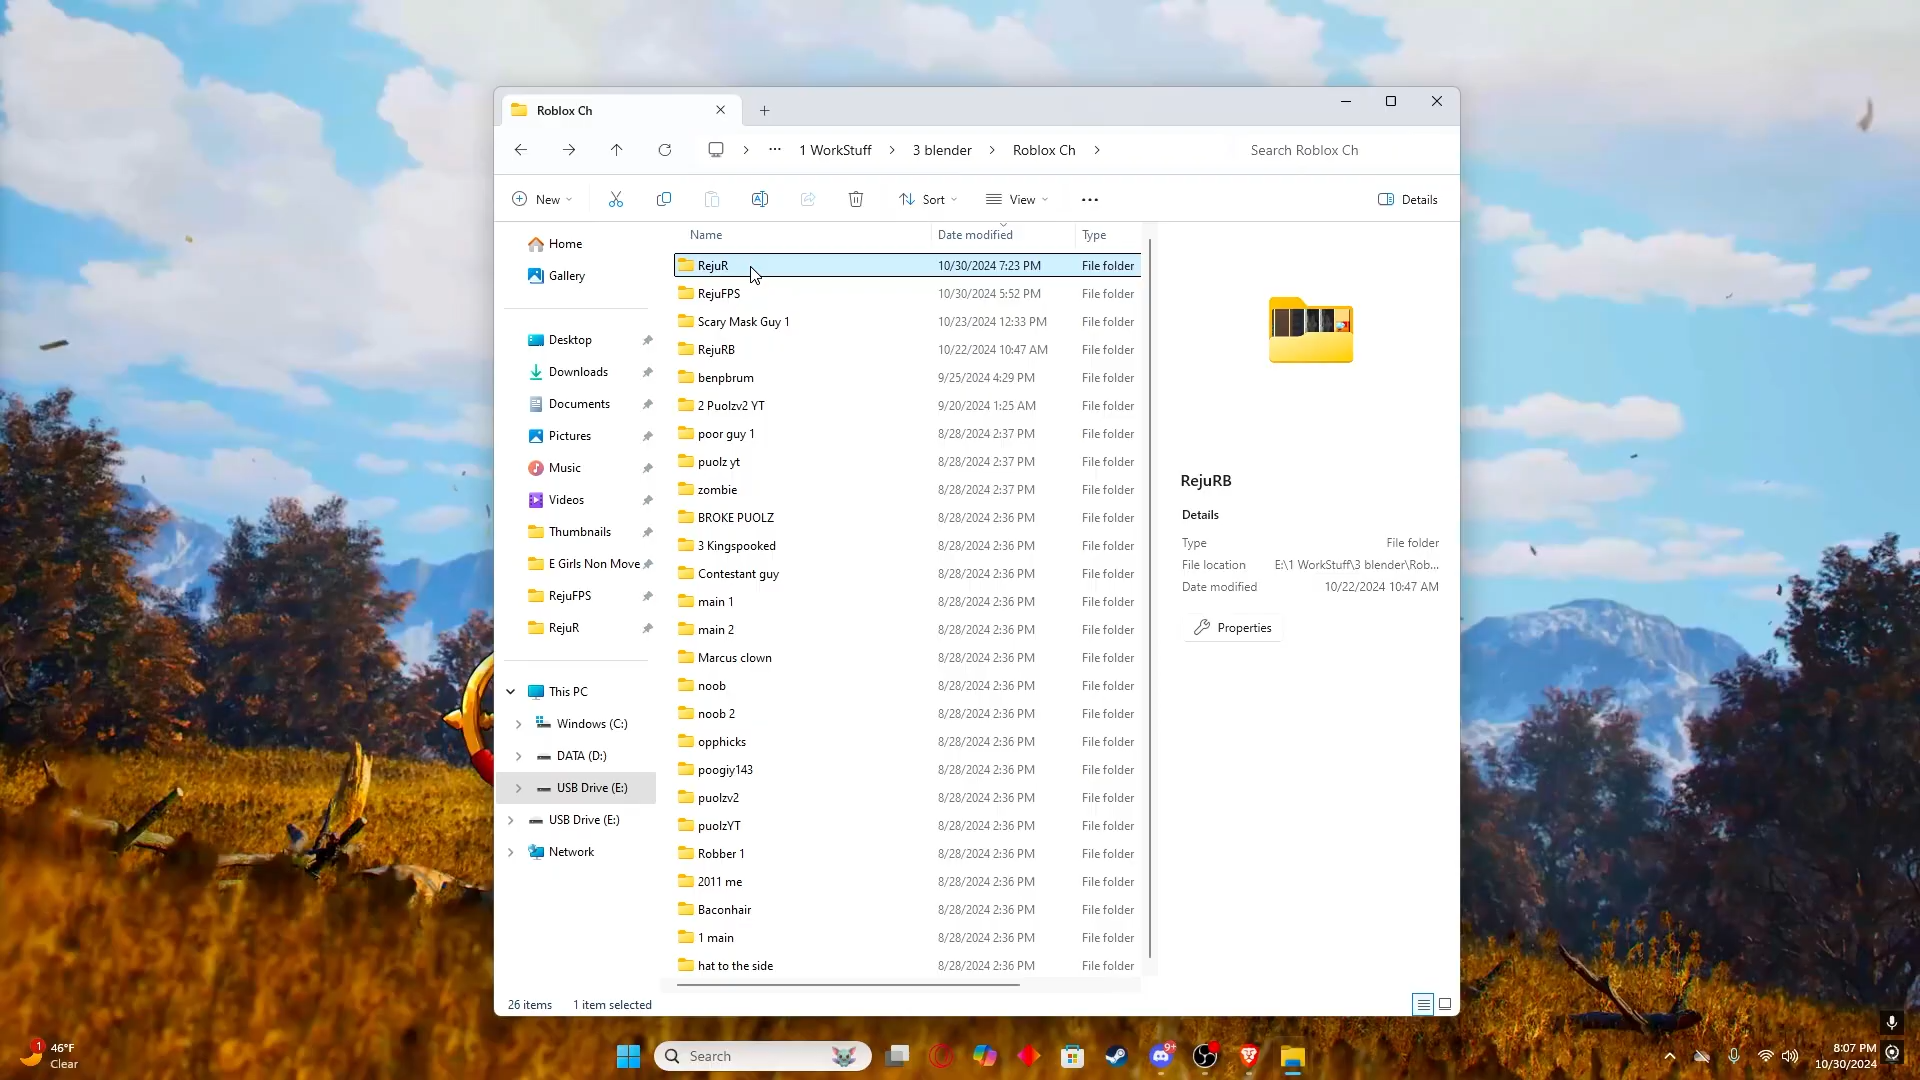 Roblox Ch
1 WorkStuff
3 blender
Roblox Ch
Search Roblox Ch
New
Sort
View
Details
Home
Gallery
Desktop
Downloads
Documents
Pictures
Music
Videos
Thumbnails
E Girls Non Move
RejuFPS
RejuR
This PC
Windows (C:)
DATA (D:)
USB Drive (E:)
USB Drive (E:)
Network
Name Date modified Type
RejuR 10/30/2024 7:23 PM File folder
RejuFPS 10/30/2024 5:52 PM File folder
Scary Mask Guy 1 10/23/2024 12:33 PM File folder
RejuRB 10/22/2024 10:47 AM File folder
benpbrum 9/25/2024 4:29 PM File folder
2 Puolzv2 YT 9/20/2024 1:25 AM File folder
poor guy 1 8/28/2024 2:37 PM File folder
puolz yt 8/28/2024 2:37 PM File folder
zombie 8/28/2024 2:37 PM File folder
BROKE PUOLZ 8/28/2024 2:36 PM File folder
3 Kingspooked 8/28/2024 2:36 PM File folder
Contestant guy 8/28/2024 2:36 PM File folder
main 1 8/28/2024 2:36 PM File folder
main 2 8/28/2024 2:36 PM File folder
Marcus clown 8/28/2024 2:36 PM File folder
noob 8/28/2024 2:36 PM File folder
noob 2 8/28/2024 2:36 PM File folder
opphicks 8/28/2024 2:36 PM File folder
poogiy143 8/28/2024 2:36 PM File folder
puolzv2 8/28/2024 2:36 PM File folder
puolzYT 8/28/2024 2:36 PM File folder
Robber 1 8/28/2024 2:36 PM File folder
2011 me 8/28/2024 2:36 PM File folder
Baconhair 8/28/2024 2:36 PM File folder
1 main 8/28/2024 2:36 PM File folder
hat to the side 8/28/2024 2:36 PM File folder
RejuRB
Details
Type File folder
File location E:\1 WorkStuff\3 blender\Rob...
Date modified 10/22/2024 10:47 AM
Properties
26 items 1 item selected
1
46°F
Clear
Search
9+
8:07 PM
10/30/2024